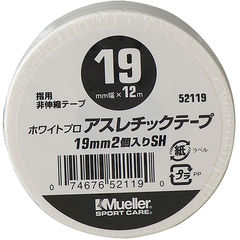 19
mm幅×12m
指用
非伸縮テープ
52119
ホワイトプロ アスレチックテープ
19mm2個入りSH
紙 ラベル
プラ PP
0 74676 52119 0
Mueller
SPORT CARE